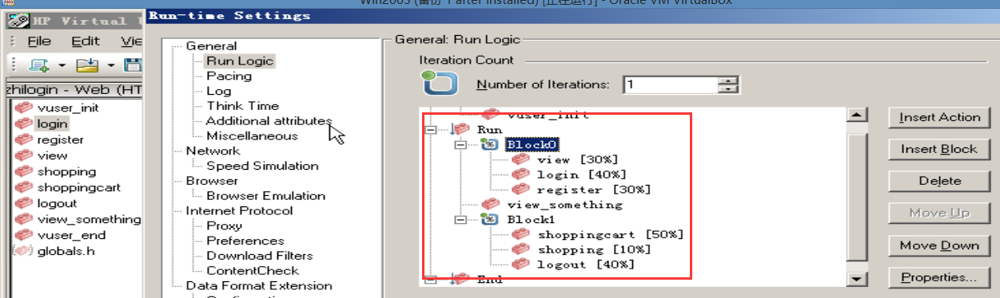 Win2003 (备份 1 after installed) [正在运行] - Oracle VM VirtualBox
HP Virtual
File Edit Vie
zhilogin - Web (HT
vuser_init
login
register
view
shopping
shoppingcart
logout
view_something
vuser_end
globals.h
Run-time Settings
General
Run Logic
Pacing
Log
Think Time
Additional attributes
Miscellaneous
Network
Speed Simulation
Browser
Browser Emulation
Internet Protocol
Proxy
Preferences
Download Filters
ContentCheck
Data Format Extension
General: Run Logic
Iteration Count
Number of Iterations: 1
vuser_init
Run
Block0
view [30%]
login [40%]
register [30%]
view_something
Block1
shoppingcart [50%]
shopping [10%]
logout [40%]
End
Insert Action
Insert Block
Delete
Move Up
Move Down
Properties...